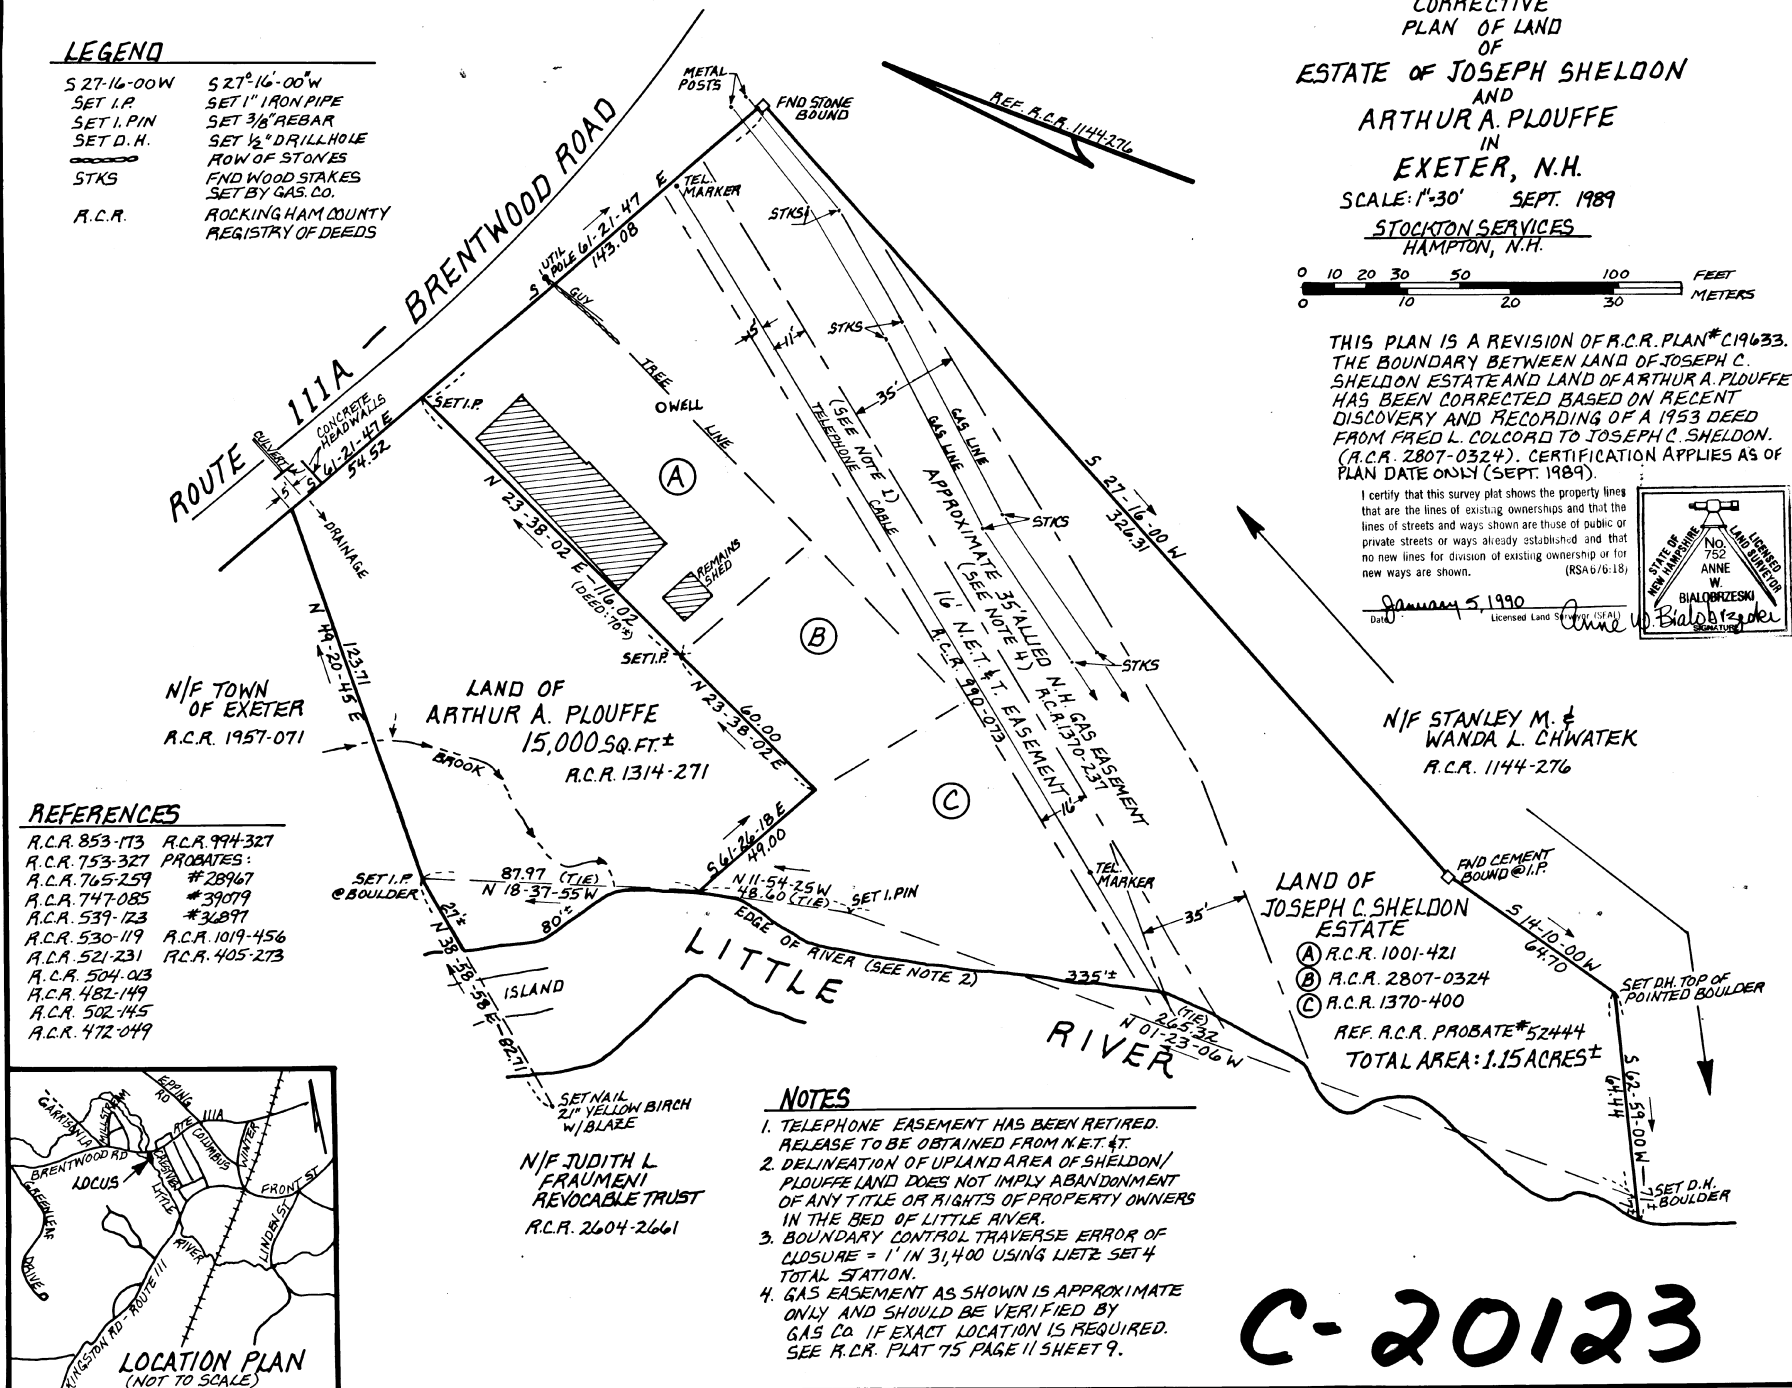 LEGEND
S 27-16-00W S 27°-16'-00"W
SET I.P. SET 1" IRON PIPE
SET I. PIN SET 3/8" REBAR
SET D.H. SET 1/2" DRILLHOLE
ROW OF STONES
STKS FND WOOD STAKES
SET BY GAS. CO.
R.C.R. ROCKINGHAM COUNTY
REGISTRY OF DEEDS
CORRECTIVE
PLAN OF LAND
OF
ESTATE OF JOSEPH SHELDON
AND
ARTHUR A. PLOUFFE
IN
EXETER, N.H.
SCALE: 1"=30' SEPT. 1989
STOCKTON SERVICES
HAMPTON, N.H.
0 10 20 30 50 100 FEET
0 10 20 30 METERS
THIS PLAN IS A REVISION OF R.C.R. PLAN #C19633.
THE BOUNDARY BETWEEN LAND OF JOSEPH C.
SHELDON ESTATE AND LAND OF ARTHUR A. PLOUFFE
HAS BEEN CORRECTED BASED ON RECENT
DISCOVERY AND RECORDING OF A 1953 DEED
FROM FRED L. COLCORD TO JOSEPH C. SHELDON.
(R.C.R. 2807-0324). CERTIFICATION APPLIES AS OF
PLAN DATE ONLY (SEPT. 1989).
I certify that this survey plat shows the property lines
that are the lines of existing ownerships and that the
lines of streets and ways shown are those of public or
private streets or ways already established and that
no new lines for division of existing ownership or for
new ways are shown. (RSA 676:18)
January 5, 1990
Date
Licensed Land Surveyor (SEAL)
Anne W. Bialobrzeski
STATE OF
NEW HAMPSHIRE
LICENSED
LAND SURVEYOR
No.
752
ANNE
W.
BIALOBRZESKI
SIGNATURE
REF. R.C.R. 1144-276
METAL
POSTS
FND STONE
BOUND
ROUTE 111A - BRENTWOOD ROAD
TEL.
MARKER
STKS
UTIL
POLE
S 61-21-47 E
143.08
GUY
TREE
LINE
WELL
STKS
5'
11'
35'
(SEE NOTE 1)
TELEPHONE CABLE
GAS LINE
GAS LINE
CULVERT
CONCRETE
HEADWALLS
5'
S 61-21-47 E
54.52
SET I.P.
DRAINAGE
A
N 23-38-02 E - 116.02
(DEED: 70'±)
REMAINS
SHED
B
SET I.P.
S 27-16-00 W
326.31
STKS
STKS
APPROXIMATE 35' ALLIED N.H. GAS EASEMENT
(SEE NOTE 4) R.C.R. 1370-237
16' N.E.T. & T. EASEMENT
R.C.R. 990-073
N 49-20-45 E
123.71
N/F TOWN
OF EXETER
R.C.R. 1957-071
LAND OF
ARTHUR A. PLOUFFE
15,000 SQ. FT. ±
R.C.R. 1314-271
BROOK
60.00
N 23-38-02 E
N/F STANLEY M. &
WANDA L. CHWATEK
R.C.R. 1144-276
C
16'
S 61-26-18 E
49.00
REFERENCES
R.C.R. 853-173 R.C.R. 994-327
R.C.R. 753-327 PROBATES:
R.C.R. 765-259 #28967
R.C.R. 747-085 #39079
R.C.R. 539-123 #36897
R.C.R. 530-119 R.C.R. 1019-456
R.C.R. 521-231 R.C.R. 405-273
R.C.R. 504-013
R.C.R. 482-149
R.C.R. 502-145
R.C.R. 472-049
SET I.P.
@ BOULDER
87.97 (TIE)
N 18-37-55 W
N 11-54-25 W
48.60 (TIE)
SET I. PIN
27'±
80'±
N 38-58-58 E - 82.71
EDGE OF RIVER (SEE NOTE 2)
335'±
LITTLE
RIVER
ISLAND
TEL.
MARKER
35'
(TIE)
265.32
N 01-23-06 W
LAND OF
JOSEPH C. SHELDON
ESTATE
A R.C.R. 1001-421
B R.C.R. 2807-0324
C R.C.R. 1370-400
REF. R.C.R. PROBATE #52444
TOTAL AREA: 1.15 ACRES ±
FND CEMENT
BOUND @ I.P.
S 14-10-00 W
64.70
SET D.H. TOP OF
POINTED BOULDER
S 62-59-00 W - 71'±
64.44
7'±
SET D.H.
BOULDER
SET NAIL
21" YELLOW BIRCH
W/ BLAZE
N/F JUDITH L
FRAUMENI
REVOCABLE TRUST
R.C.R. 2604-2661
NOTES
1. TELEPHONE EASEMENT HAS BEEN RETIRED.
RELEASE TO BE OBTAINED FROM N.E.T. & T.
2. DELINEATION OF UPLAND AREA OF SHELDON/
PLOUFFE LAND DOES NOT IMPLY ABANDONMENT
OF ANY TITLE OR RIGHTS OF PROPERTY OWNERS
IN THE BED OF LITTLE RIVER.
3. BOUNDARY CONTROL TRAVERSE ERROR OF
CLOSURE = 1' IN 31,400 USING LIETZ SET 4
TOTAL STATION.
4. GAS EASEMENT AS SHOWN IS APPROXIMATE
ONLY AND SHOULD BE VERIFIED BY
GAS CO. IF EXACT LOCATION IS REQUIRED.
SEE R.C.R. PLAT 75 PAGE 11 SHEET 9.
GARRISON LA
MILLSTREAM
EPPING
RD
111A
RTE
COLUMBUS
WINTER
BRENTWOOD RD
LOCUS
LITTLE
RIVER
FRONT ST
LINDEN ST
GREENLEAF
DRIVE
KINGSTON RD - ROUTE 111
LOCATION PLAN
(NOT TO SCALE)
C-20123